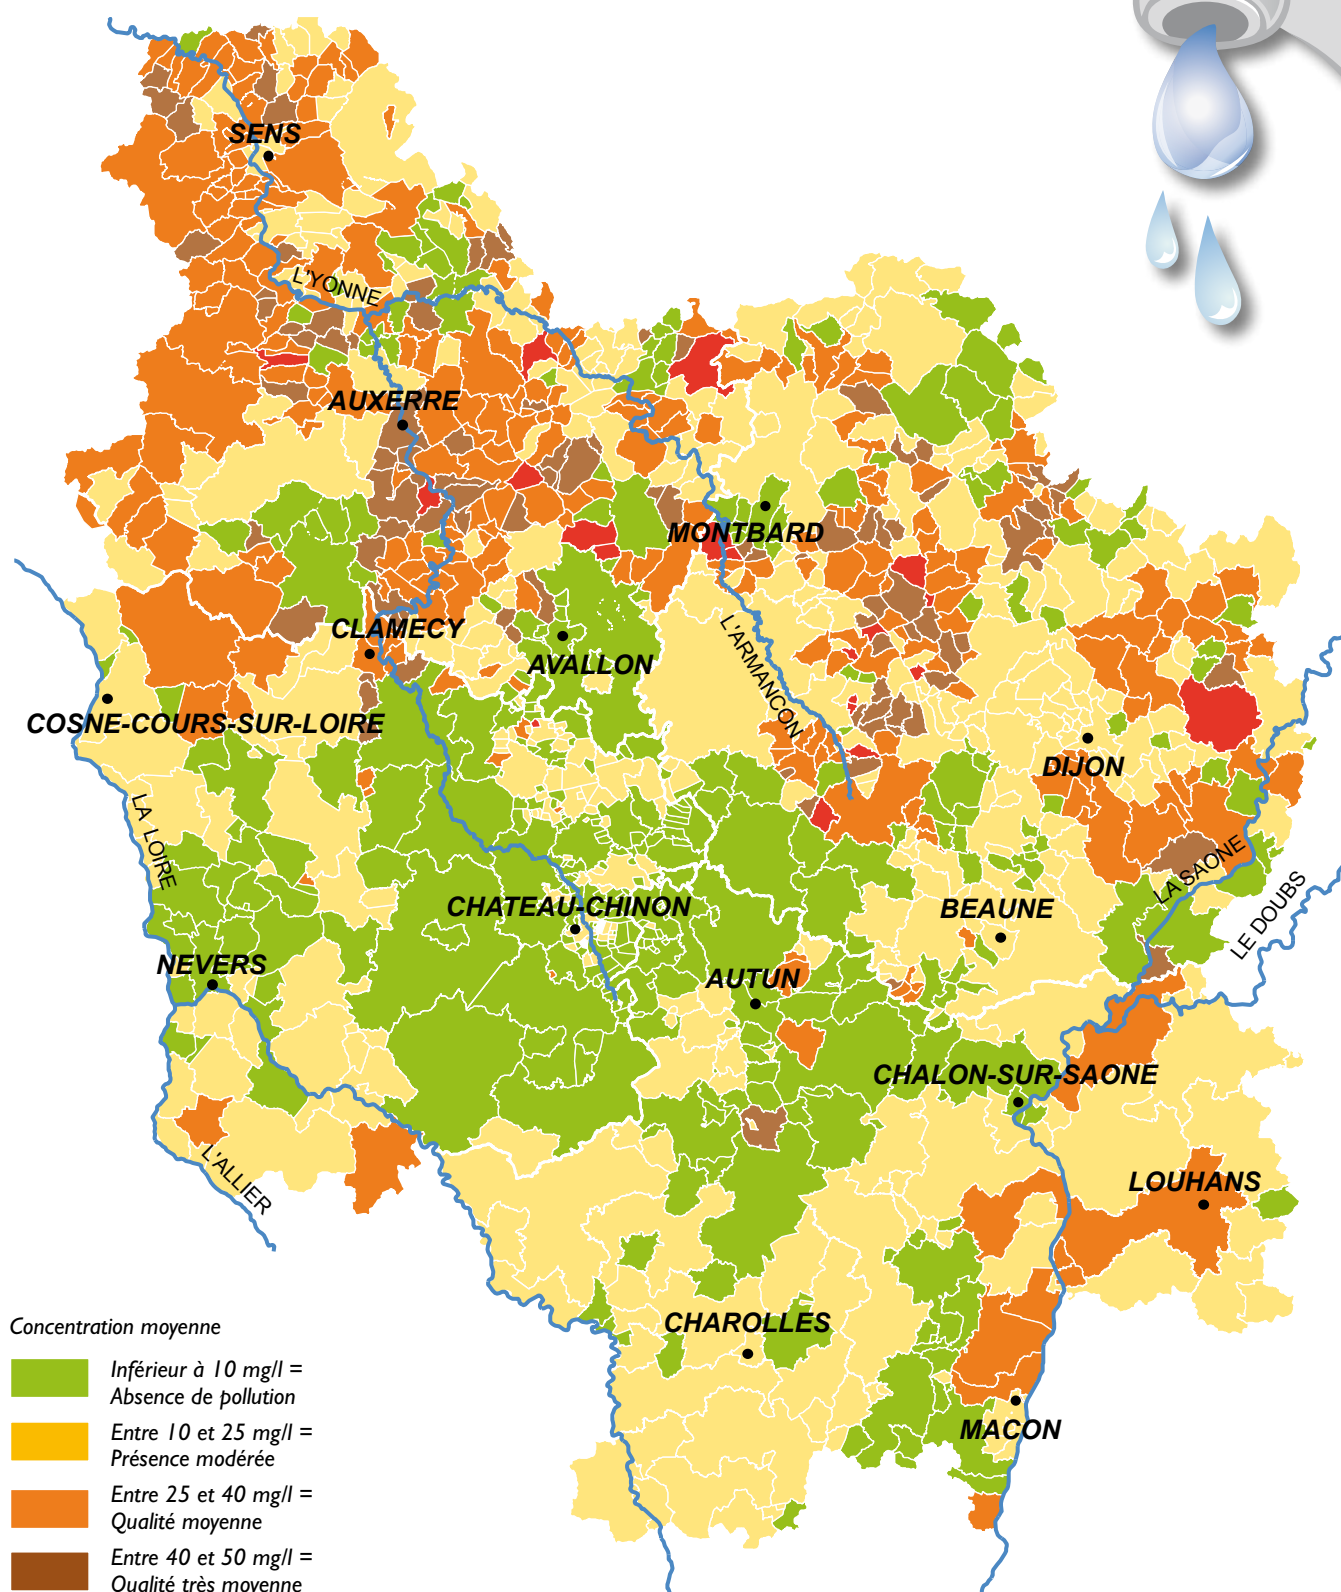 SENS
L'YONNE
AUXERRE
MONTBARD
CLAMECY
AVALLON
L'ARMANCON
COSNE-COURS-SUR-LOIRE
DIJON
LA LOIRE
LA SAONE
LE DOUBS
CHATEAU-CHINON
BEAUNE
NEVERS
AUTUN
CHALON-SUR-SAONE
L'ALLIER
LOUHANS
CHAROLLES
MACON
Concentration moyenne
Inférieur à 10 mg/l =
Absence de pollution
Entre 10 et 25 mg/l =
Présence modérée
Entre 25 et 40 mg/l =
Qualité moyenne
Entre 40 et 50 mg/l =
Qualité très moyenne